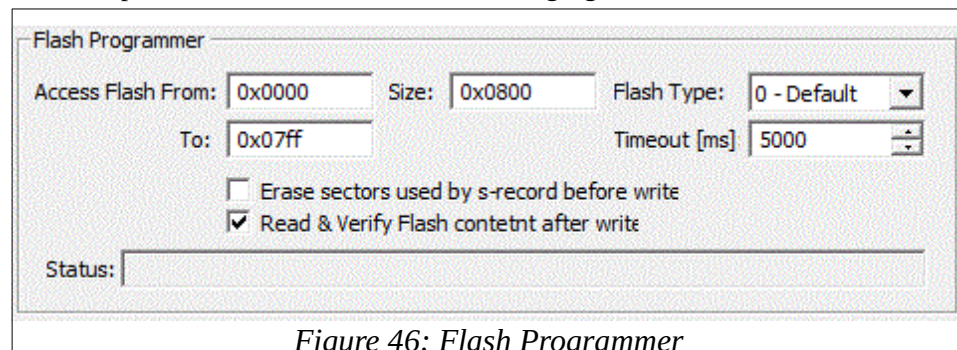 Flash Programmer
Access Flash From: 0x0000 Size: 0x0800 Flash Type: 0 - Default
To: 0x07ff Timeout [ms] 5000
Erase sectors used by s-record before write
Read & Verify Flash contetnt after write
Status:
Figure 46: Flash Programmer